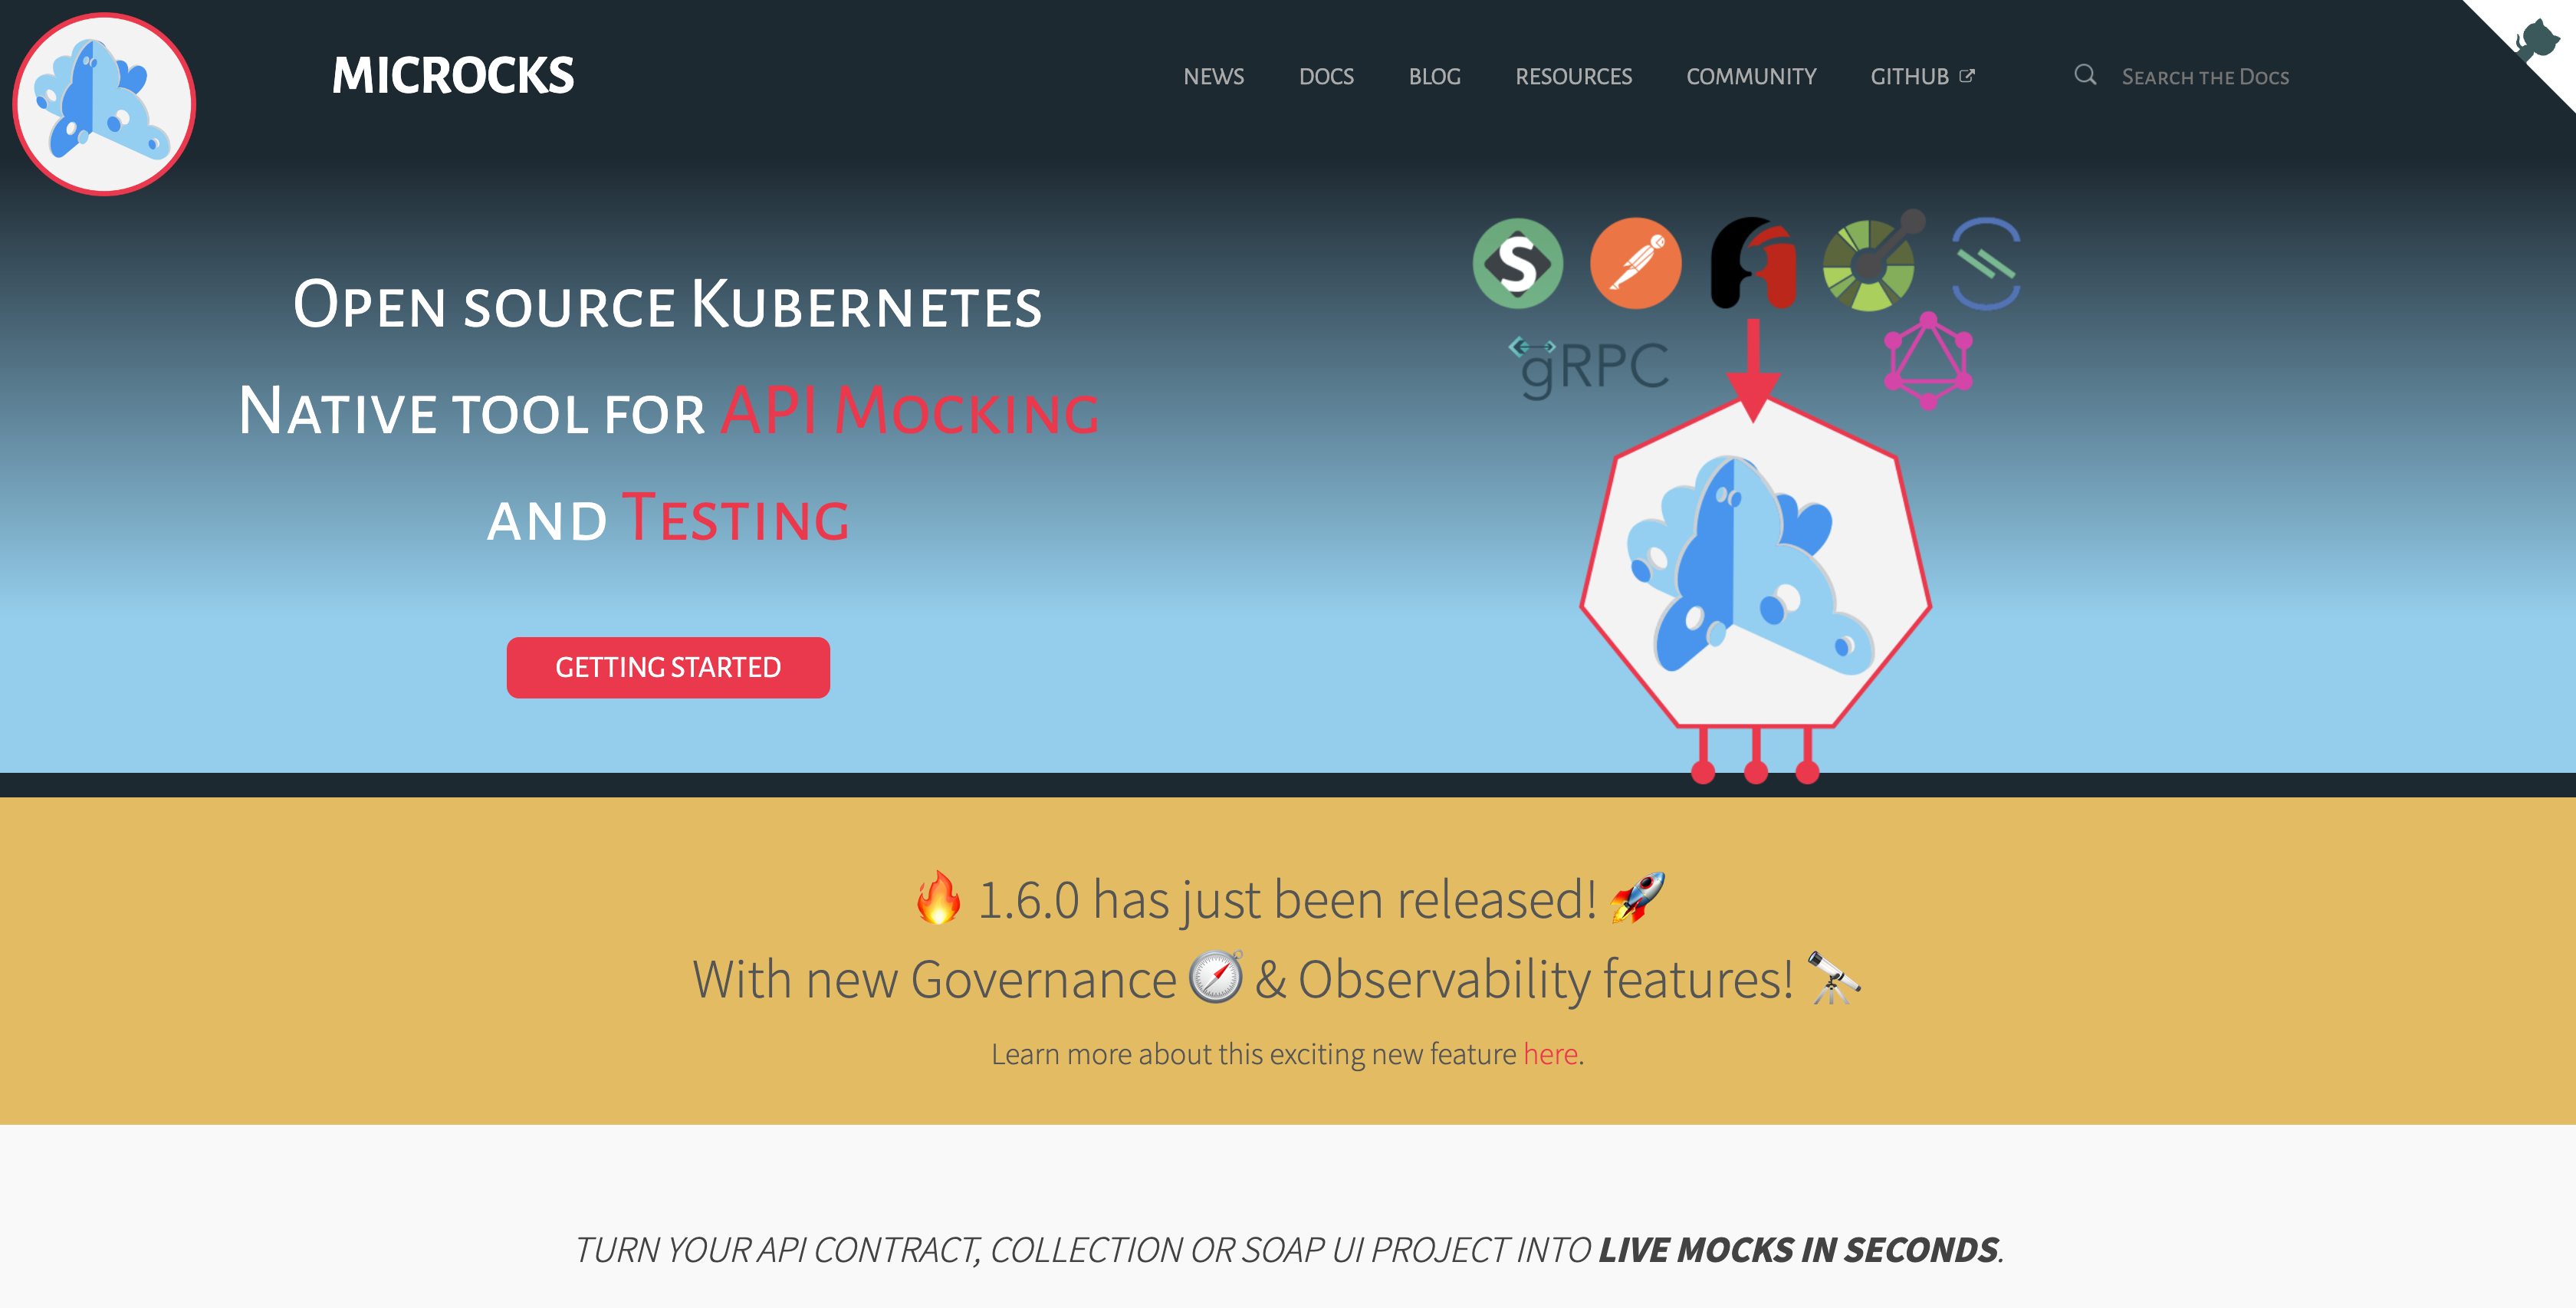 MICROCKS
NEWS DOCS BLOG RESOURCES COMMUNITY GITHUB Search the Docs
Open source Kubernetes
Native tool for API Mocking
and Testing
gRPC
GETTING STARTED
🔥 1.6.0 has just been released! 🚀
With new Governance 🧭 & Observability features! 🔭
Learn more about this exciting new feature here.
TURN YOUR API CONTRACT, COLLECTION OR SOAP UI PROJECT INTO LIVE MOCKS IN SECONDS.